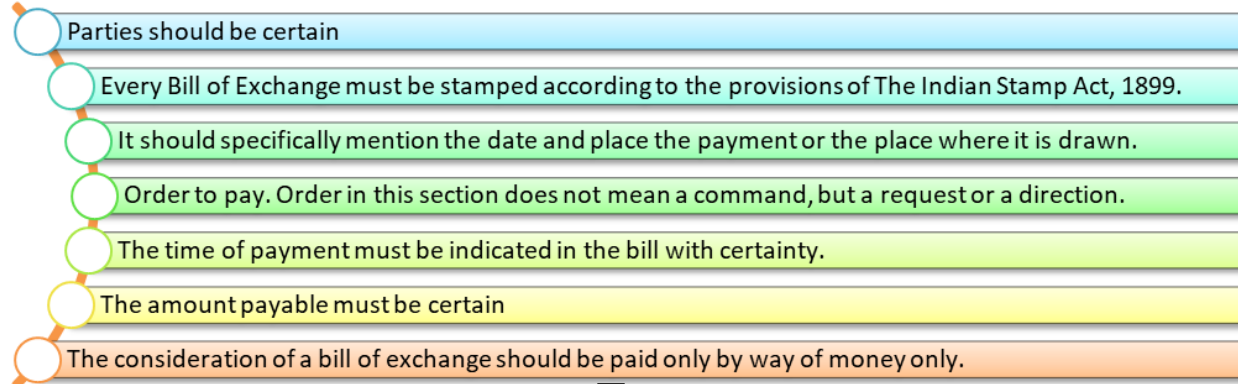 Parties should be certain
Every Bill of Exchange must be stamped according to the provisions of The Indian Stamp Act, 1899.
It should specifically mention the date and place the payment or the place where it is drawn.
Order to pay. Order in this section does not mean a command, but a request or a direction.
The time of payment must be indicated in the bill with certainty.
The amount payable must be certain
The consideration of a bill of exchange should be paid only by way of money only.